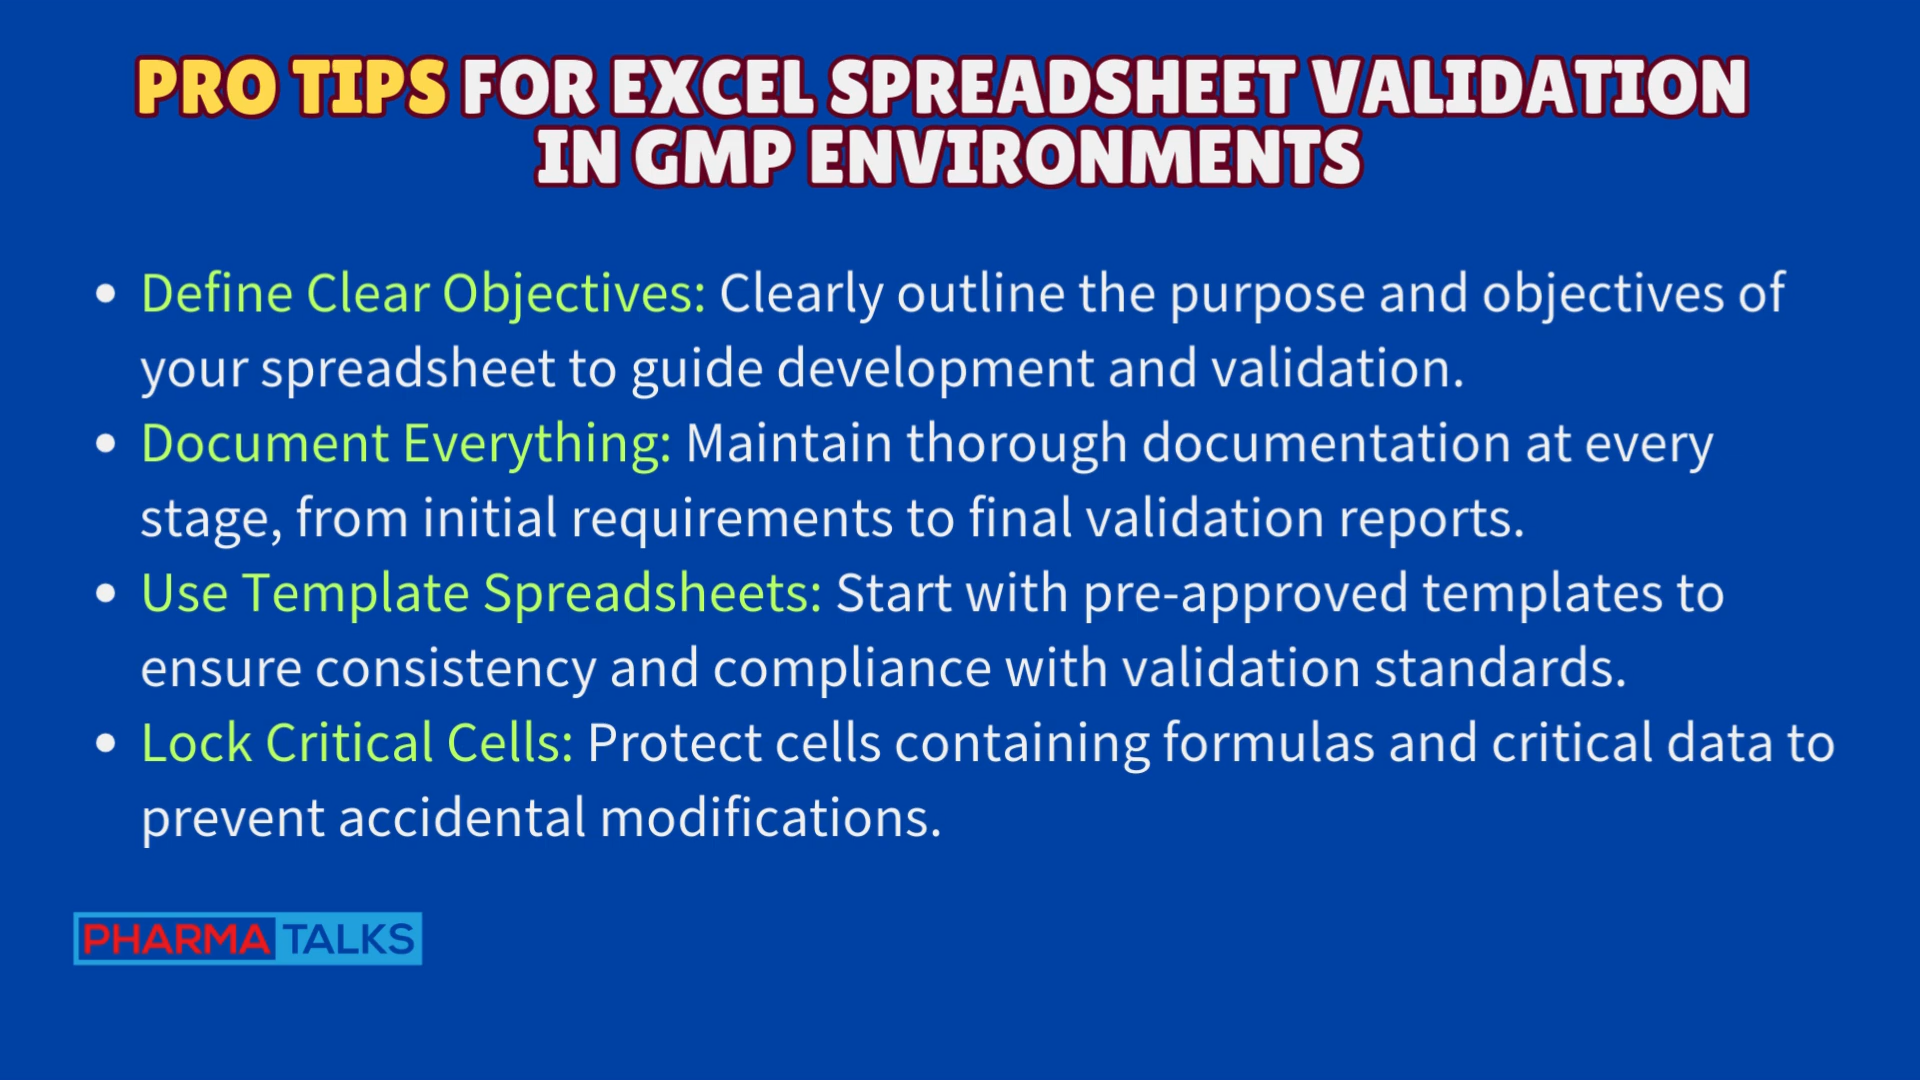 PRO TIPS FOR EXCEL SPREADSHEET VALIDATION
IN GMP ENVIRONMENTS
• Define Clear Objectives: Clearly outline the purpose and objectives of
your spreadsheet to guide development and validation.
• Document Everything: Maintain thorough documentation at every
stage, from initial requirements to final validation reports.
• Use Template Spreadsheets: Start with pre-approved templates to
ensure consistency and compliance with validation standards.
• Lock Critical Cells: Protect cells containing formulas and critical data to
prevent accidental modifications.
PHARMA TALKS